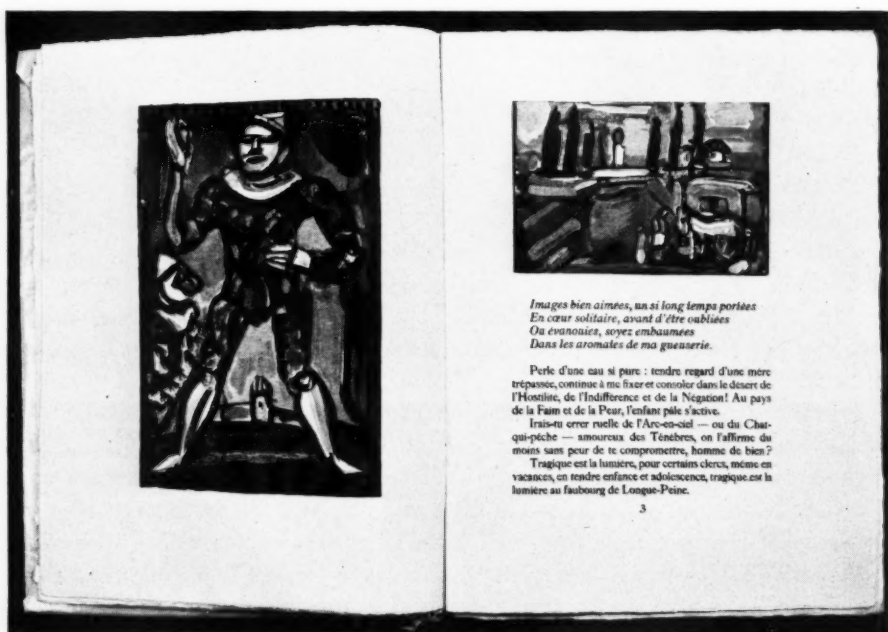 Images bien aimées, un si long temps portées
En cœur solitaire, avant d'être oubliées
Ou évanouies, soyez embaumées
Dans les aromates de ma gueuserie.
Perle d'une eau si pure : tendre regard d'une mère
trépassée, continue à me fixer et consoler dans le désert de
l'Hostilité, de l'Indifférence et de la Négation! Au pays
de la Faim et de la Peur, l'enfant pâle s'active.
Irais-tu errer ruelle de l'Arc-en-ciel — ou du Chat-
qui-pêche — amoureux des Ténèbres, on l'affirme du
moins sans peur de te compromettre, homme de bien?
Tragique est la lumière, pour certains clercs, même en
vacances, en tendre enfance et adolescence, tragique est la
lumière au faubourg de Longue-Peine.
3